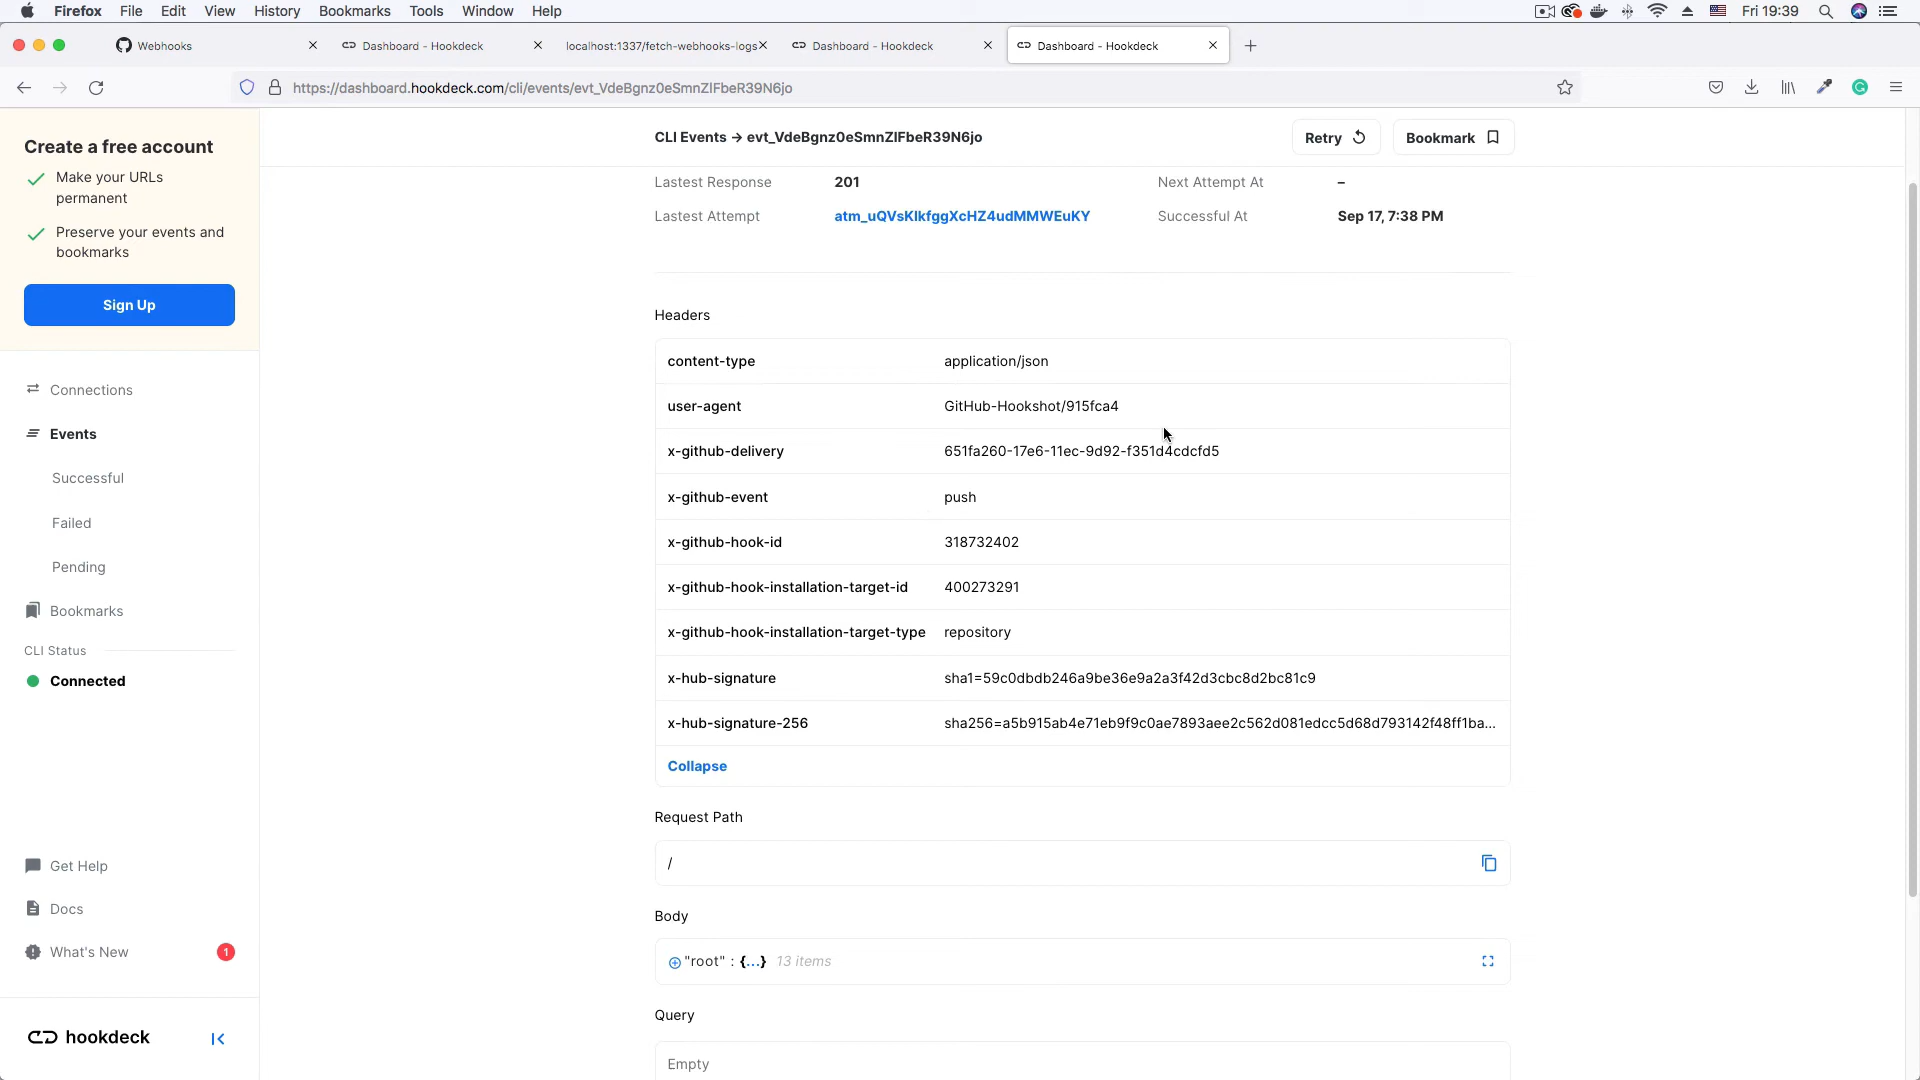 Firefox File Edit View History Bookmarks Tools Window Help Fri 19:39
Webhooks Dashboard - Hookdeck localhost:1337/fetch-webhooks-logs Dashboard - Hookdeck Dashboard - Hookdeck
https://dashboard.hookdeck.com/cli/events/evt_VdeBgnz0eSmnZlFbeR39N6jo
Create a free account
Make your URLs
permanent
Preserve your events and
bookmarks
Sign Up
Connections
Events
Successful
Failed
Pending
Bookmarks
CLI Status
Connected
Get Help
Docs
What's New 1
hookdeck
CLI Events → evt_VdeBgnz0eSmnZlFbeR39N6jo Retry Bookmark
Lastest Response 201 Next Attempt At –
Lastest Attempt atm_uQVsKlkfggXcHZ4udMMWEuKY Successful At Sep 17, 7:38 PM
Headers
content-type application/json
user-agent GitHub-Hookshot/915fca4
x-github-delivery 651fa260-17e6-11ec-9d92-f351d4cdcfd5
x-github-event push
x-github-hook-id 318732402
x-github-hook-installation-target-id 400273291
x-github-hook-installation-target-type repository
x-hub-signature sha1=59c0dbdb246a9be36e9a2a3f42d3cbc8d2bc81c9
x-hub-signature-256 sha256=a5b915ab4e71eb9f9c0ae7893aee2c562d081edcc5d68d793142f48ff1ba...
Collapse
Request Path
/
Body
"root" : {...} 13 items
Query
Empty